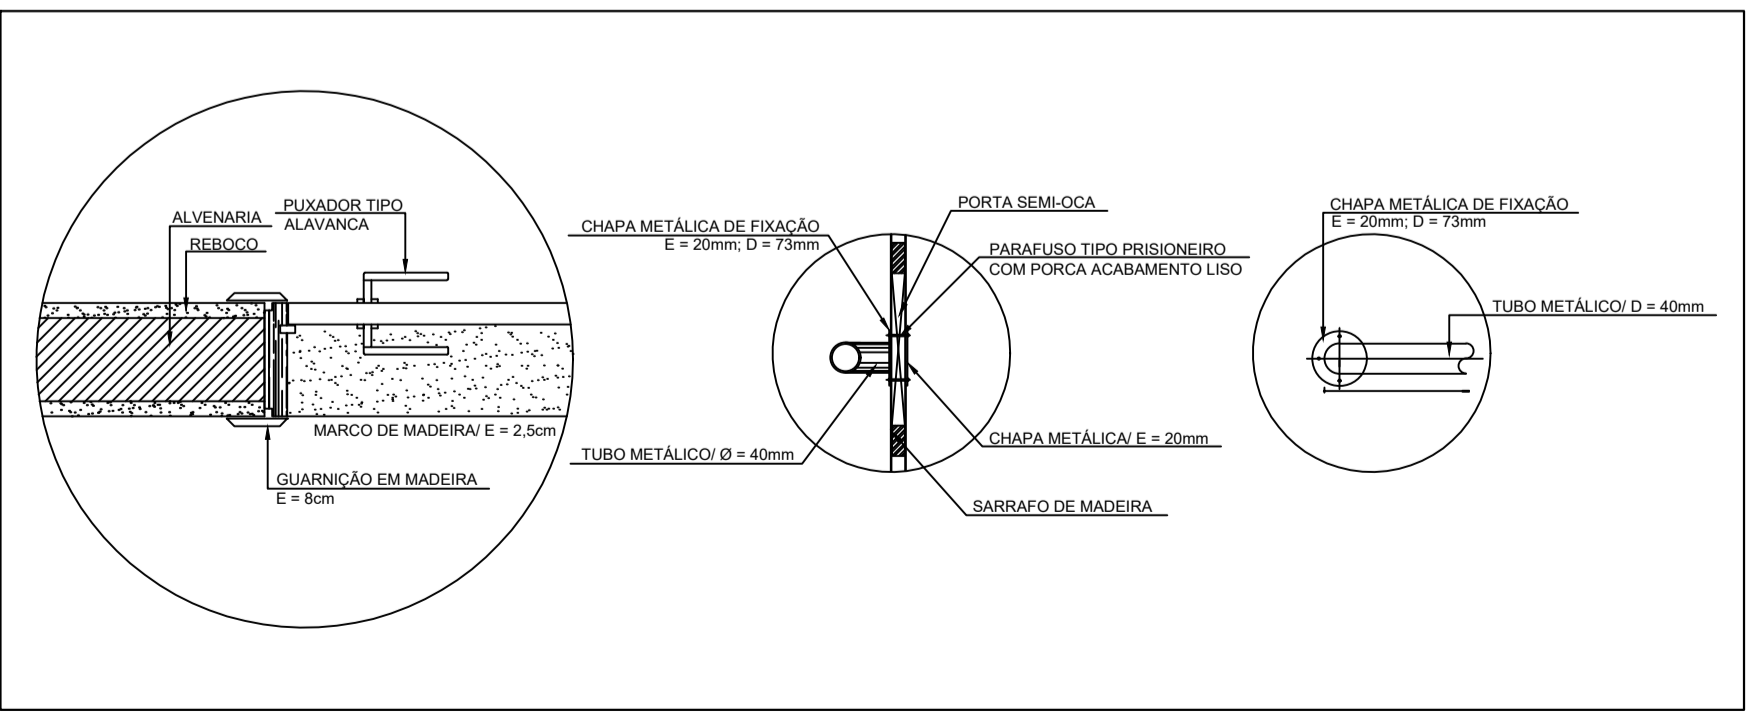 PUXADOR TIPO
ALAVANCA
ALVENARIA
REBOCO
MARCO DE MADEIRA/ E = 2,5cm
GUARNIÇÃO EM MADEIRA
E = 8cm
CHAPA METÁLICA DE FIXAÇÃO
E = 20mm; D = 73mm
PORTA SEMI-OCA
PARAFUSO TIPO PRISIONEIRO
COM PORCA ACABAMENTO LISO
TUBO METÁLICO/ Ø = 40mm
CHAPA METÁLICA/ E = 20mm
SARRAFO DE MADEIRA
CHAPA METÁLICA DE FIXAÇÃO
E = 20mm; D = 73mm
TUBO METÁLICO/ D = 40mm